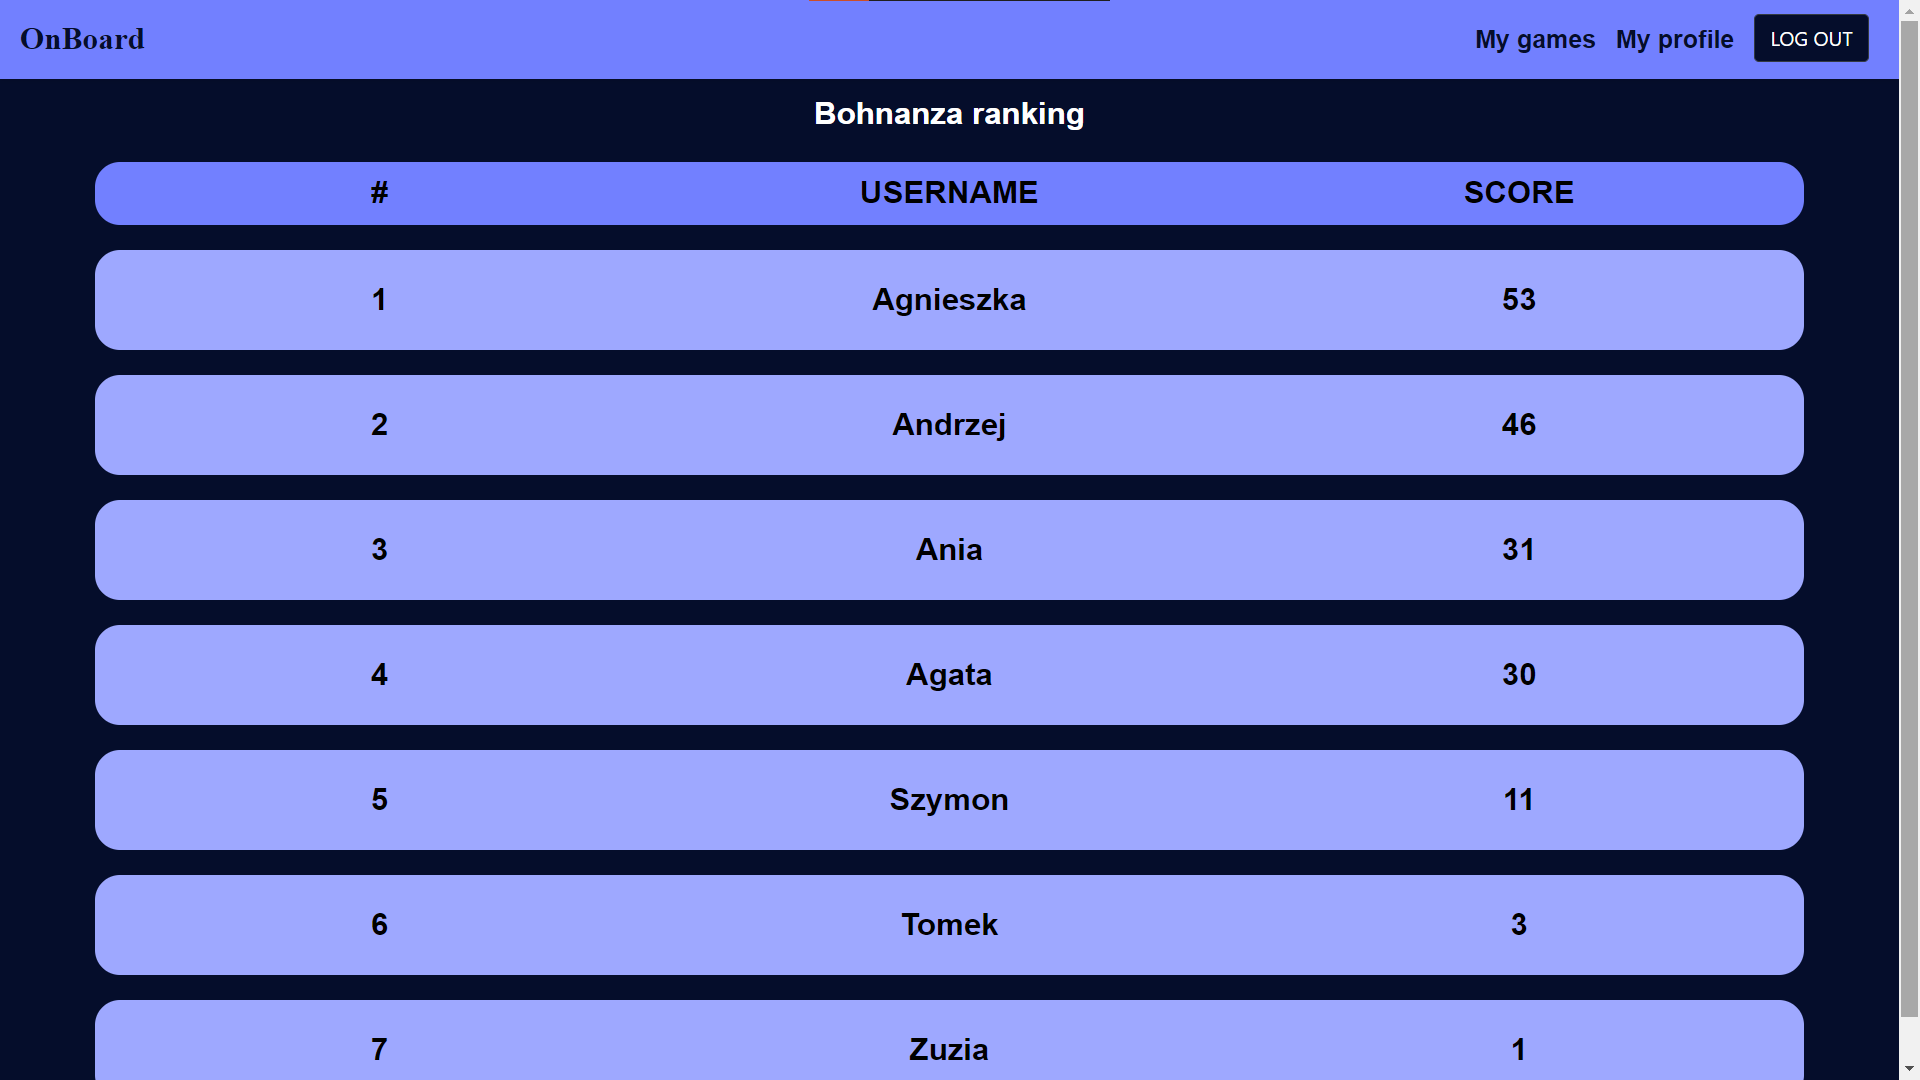 OnBoard My games My profile LOG OUT
Bohnanza ranking
# USERNAME SCORE
1 Agnieszka 53
2 Andrzej 46
3 Ania 31
4 Agata 30
5 Szymon 11
6 Tomek 3
7 Zuzia 1